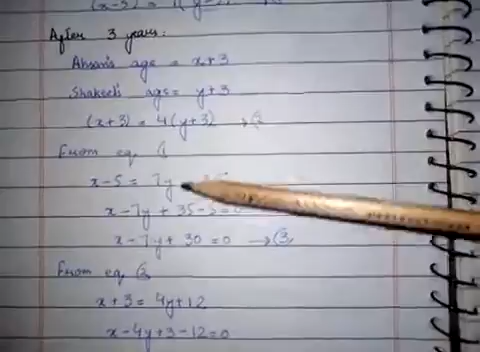 After 3 years:
Ahsan's age = x+3
Shakeel's age = y+3
(x+3) = 4(y+3) → 2
From eq 1
x-5 = 7y
x-7y + 35-5=0
x-7y+ 30 =0 → 3
From eq 2
x+3 = 4y+12
x-4y+3-12=0